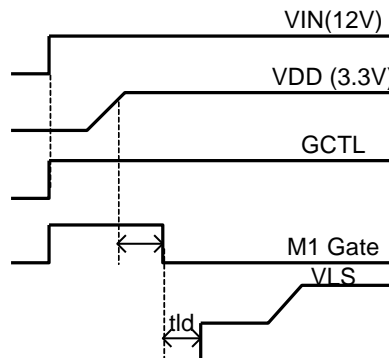 VIN(12V)
VDD (3.3V)
GCTL
M1 Gate
VLS
tld